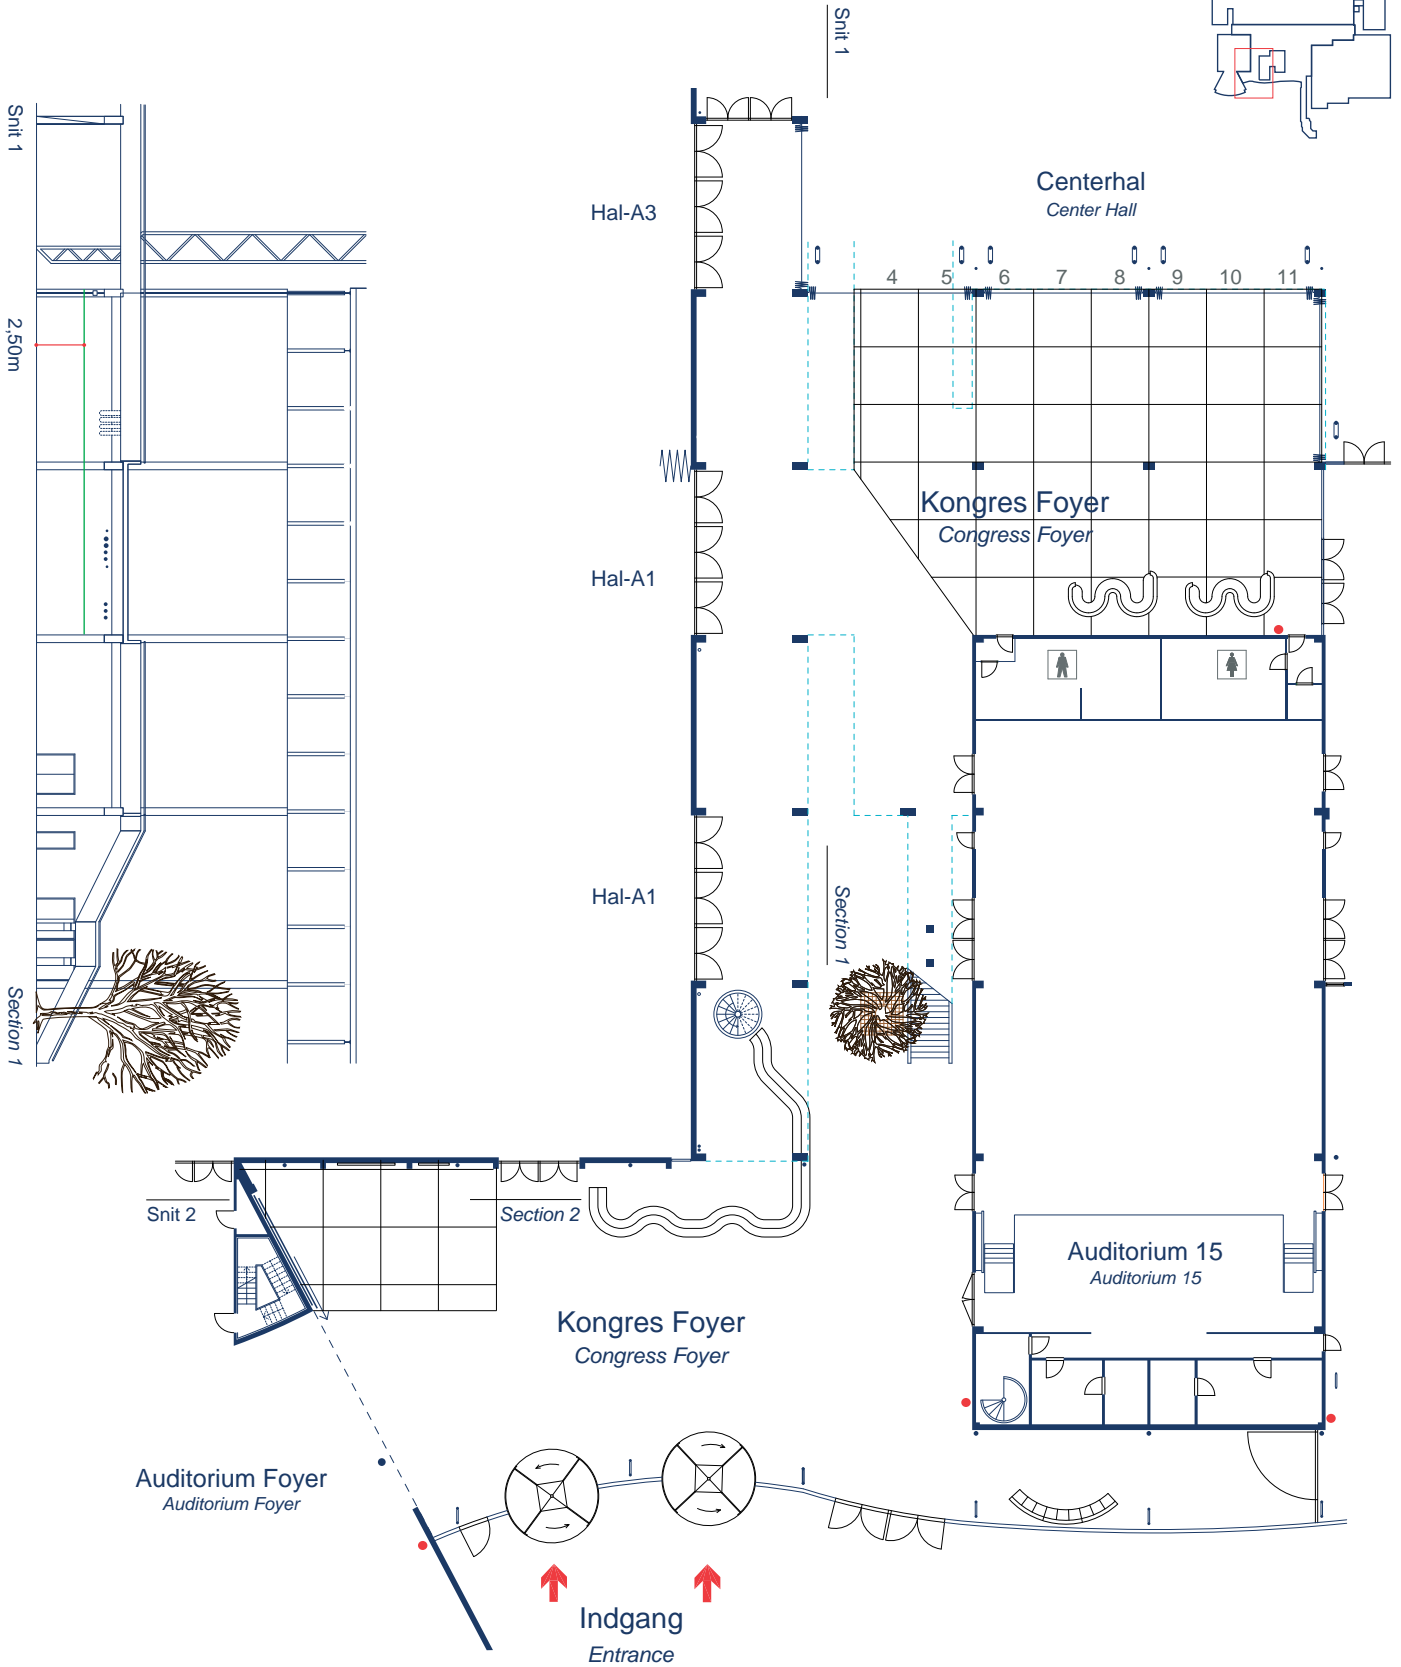 Snit 1
Snit 1
Centerhal
Center Hall
Hal-A3
4 5 6 7 8 9 10 11
2,50m
Kongres Foyer
Congress Foyer
Hal-A1
Hal-A1
Section 1
Section 1
Snit 2
Section 2
Auditorium 15
Auditorium 15
Kongres Foyer
Congress Foyer
Auditorium Foyer
Auditorium Foyer
Indgang
Entrance